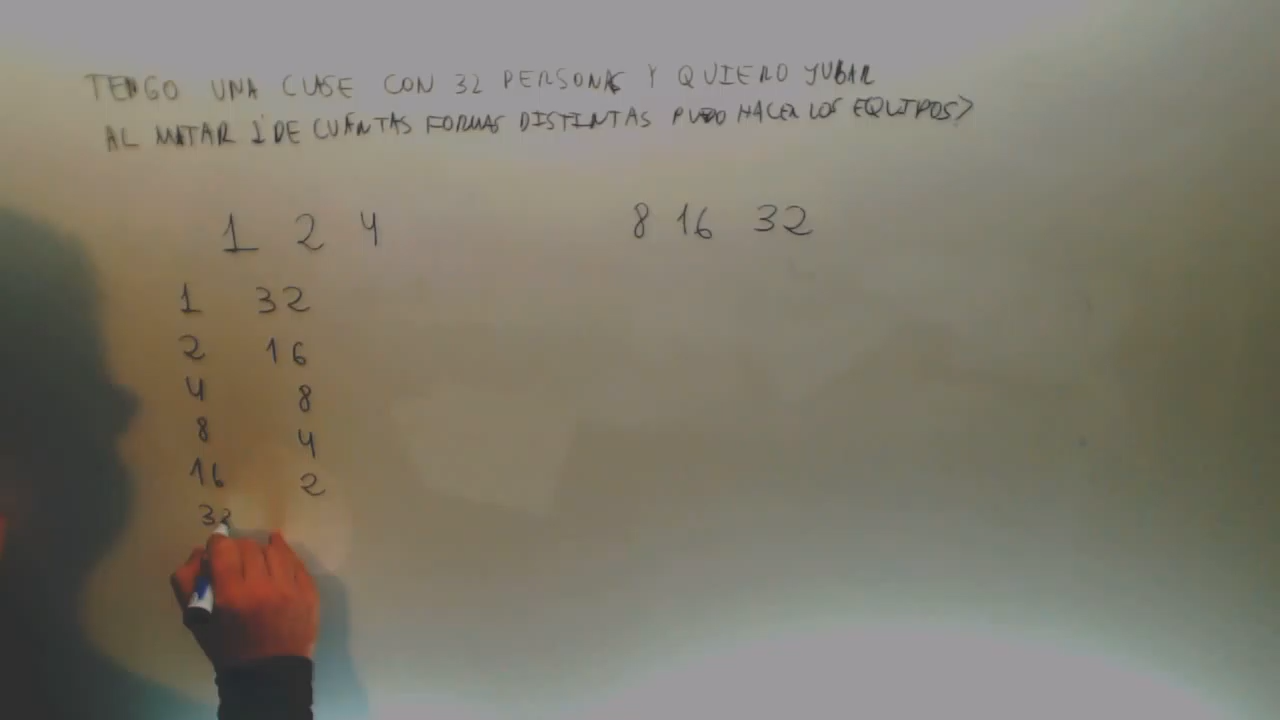 TENGO UNA CLASE CON 32 PERSONAS Y QUIERO JUGAR
AL MATAR ¿DE CUÁNTAS FORMAS DISTINTAS PUEDO HACER LOS EQUIPOS?
1 2 4 8 16 32
1 32
2 16
4 8
8 4
16 2
32